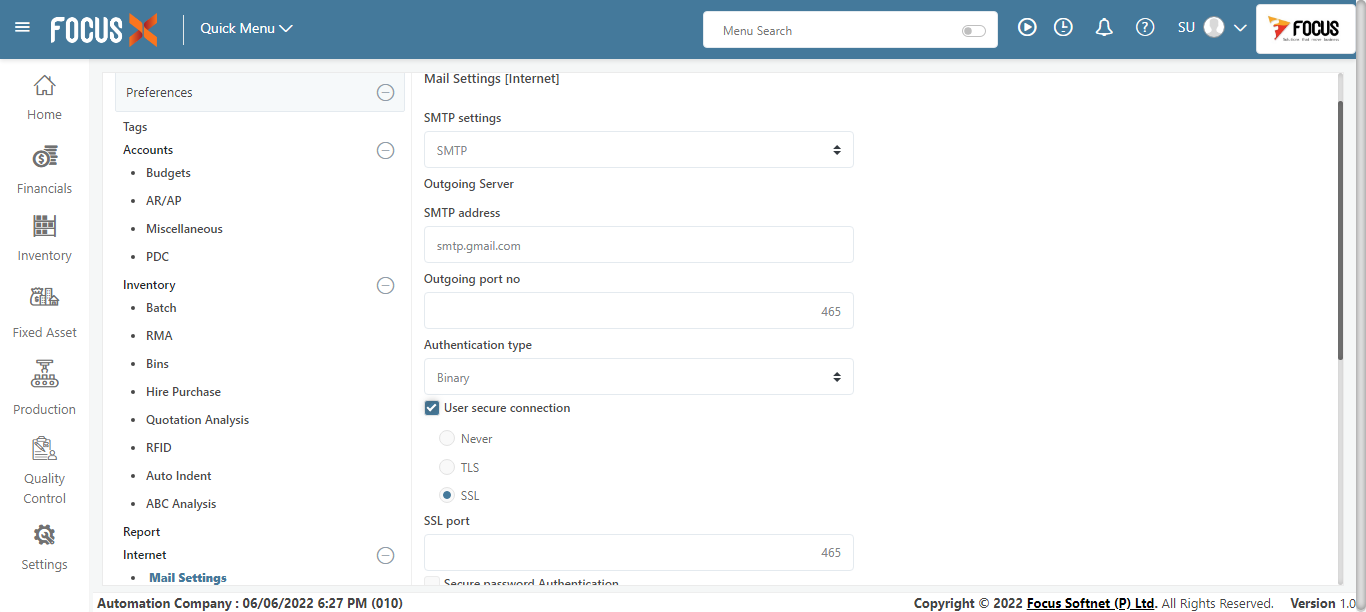 FOCUS X
Quick Menu
Menu Search
SU
FOCUS
Home
Financials
Inventory
Fixed Asset
Production
Quality
Control
Settings
Preferences
Tags
Accounts
• Budgets
• AR/AP
• Miscellaneous
• PDC
Inventory
• Batch
• RMA
• Bins
• Hire Purchase
• Quotation Analysis
• RFID
• Auto Indent
• ABC Analysis
Report
Internet
• Mail Settings
Mail Settings [Internet]
SMTP settings
SMTP
Outgoing Server
SMTP address
smtp.gmail.com
Outgoing port no
465
Authentication type
Binary
User secure connection
Never
TLS
SSL
SSL port
465
Secure password Authentication
Automation Company : 06/06/2022 6:27 PM (010)
Copyright © 2022 Focus Softnet (P) Ltd. All Rights Reserved. Version 1.0